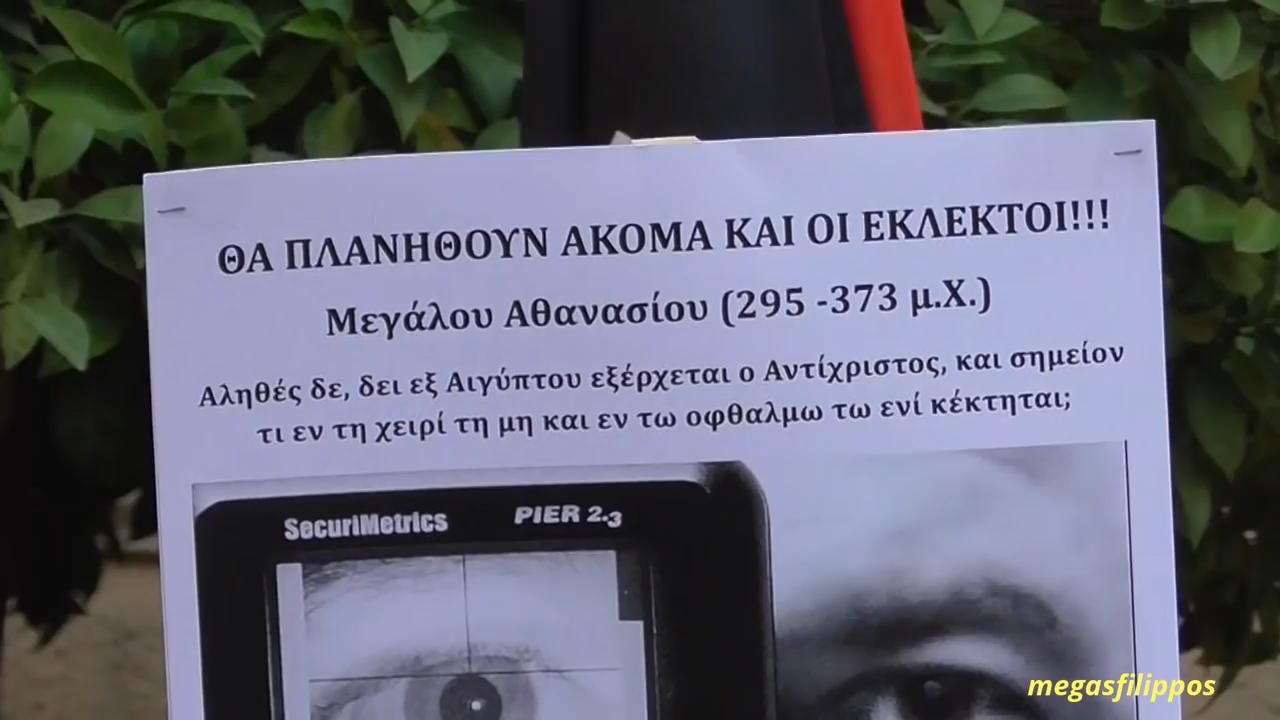 ΘΑ ΠΛΑΝΗΘΟΥΝ ΑΚΟΜΑ ΚΑΙ ΟΙ ΕΚΛΕΚΤΟΙ!!!
Μεγάλου Αθανασίου (295 -373 μ.Χ.)
Αληθές δε, δει εξ Αιγύπτου εξέρχεται ο Αντίχριστος, και σημείον
τι εν τη χειρί τη μη και εν τω οφθαλμω τω ενί κέκτηται;
SecuriMetrics PIER 2.3
megasfilippos